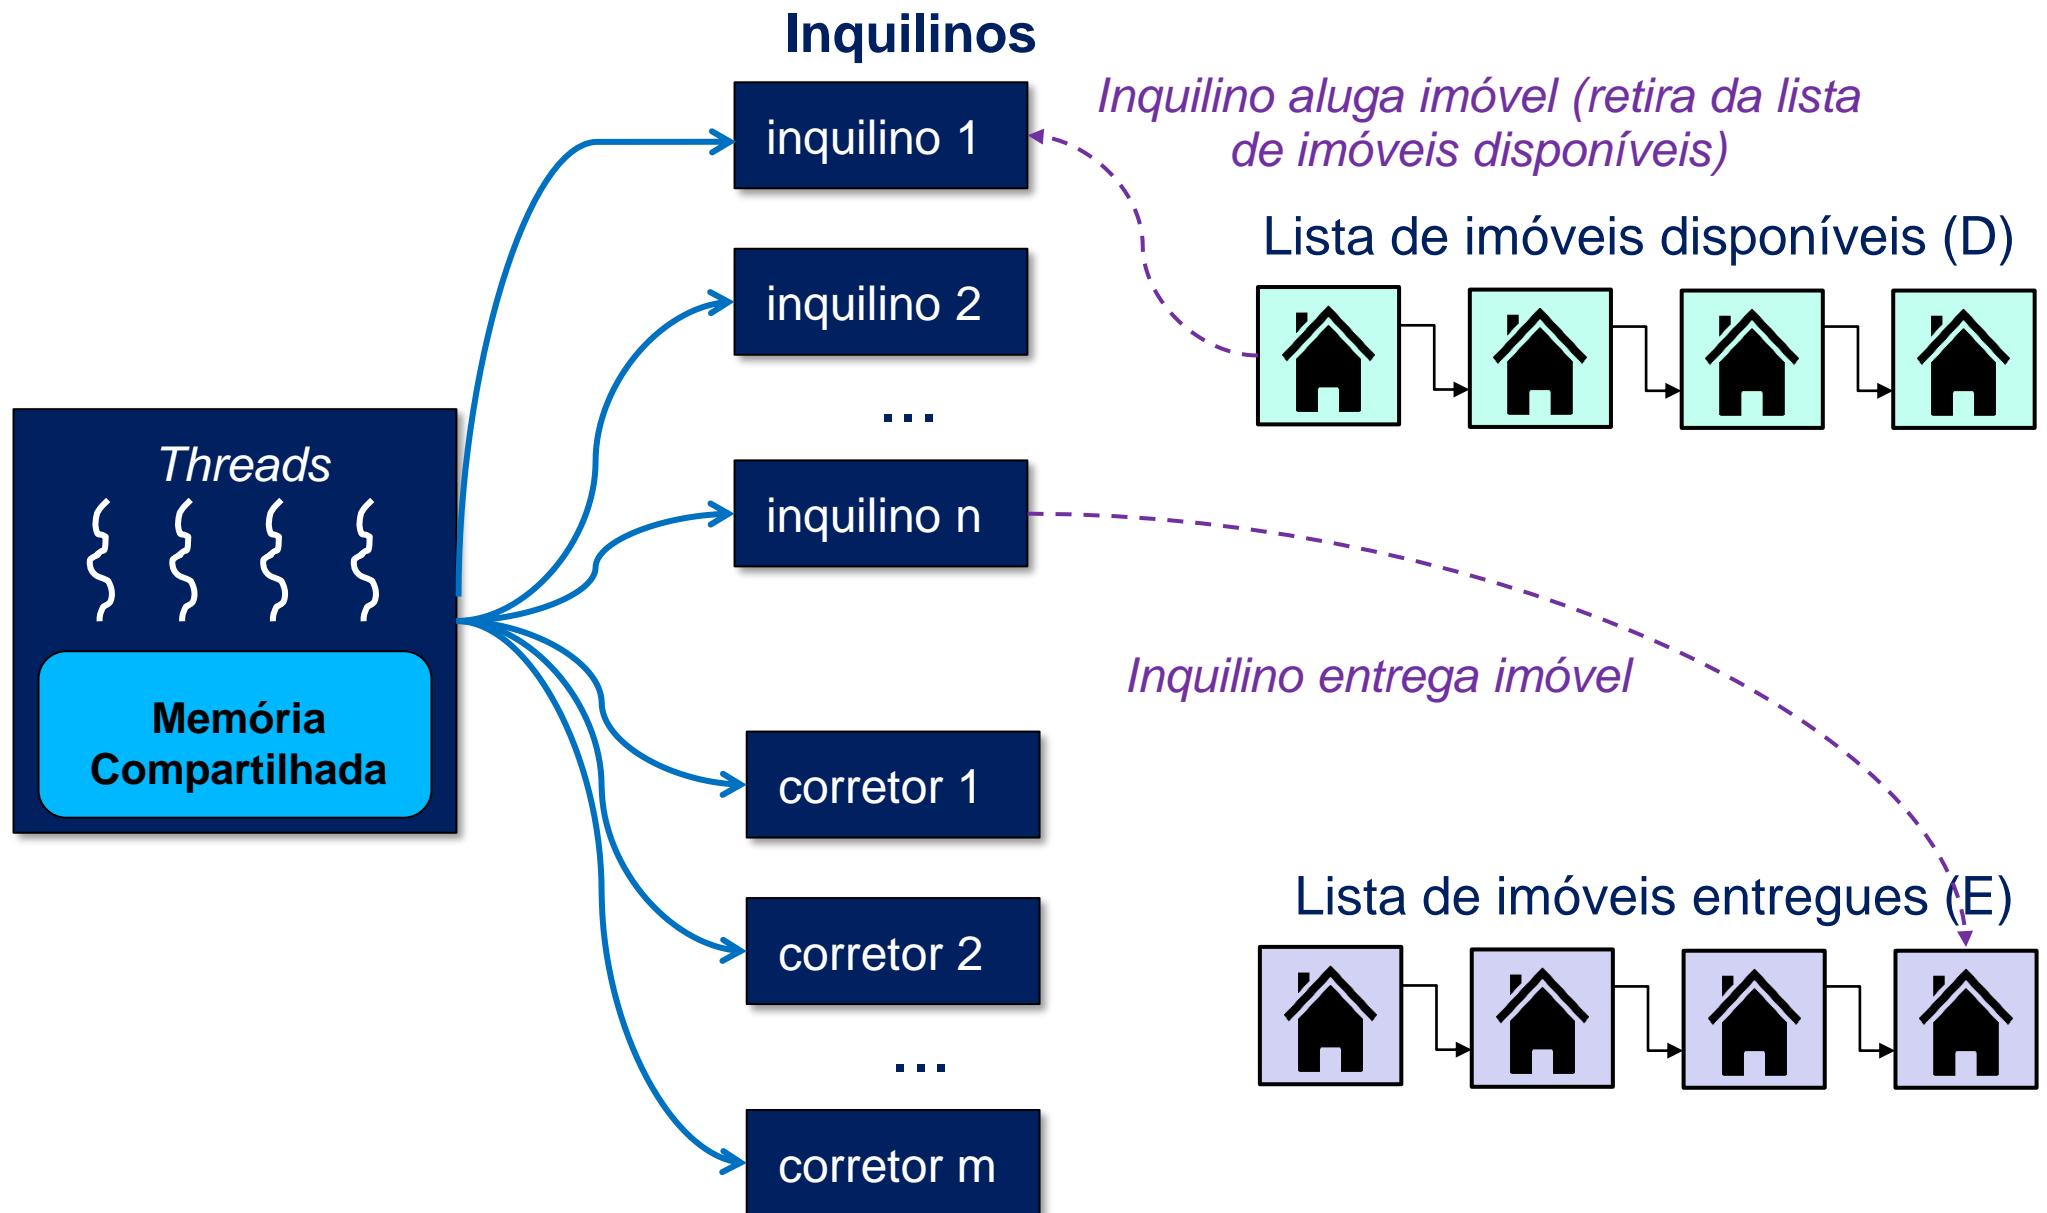 Inquilinos
inquilino 1
Inquilino aluga imóvel (retira da lista
de imóveis disponíveis)
Lista de imóveis disponíveis (D)
inquilino 2
...
inquilino n
Threads
Memória
Compartilhada
Inquilino entrega imóvel
corretor 1
Lista de imóveis entregues (E)
corretor 2
...
corretor m